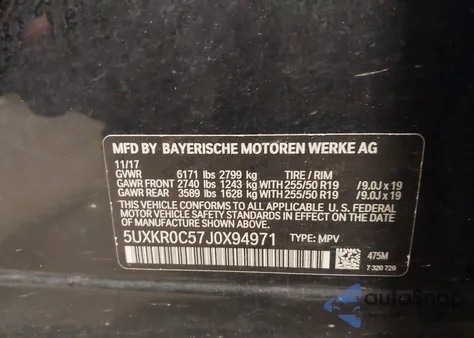 MFD BY BAYERISCHE MOTOREN WERKE AG
11/17
GVWR 6171 lbs 2799 kg TIRE / RIM
GAWR FRONT 2740 lbs 1243 kg WITH 255/50 R19 /9.0J x 19
GAWR REAR 3589 lbs 1628 kg WITH 255/50 R19 /9.0J x 19
THIS VEHICLE CONFORMS TO ALL APPLICABLE U.S. FEDERAL
MOTOR VEHICLE SAFETY STANDARDS IN EFFECT ON THE DATE
OF MANUFACTURE SHOWN ABOVE.
5UXKR0C57J0X94971 TYPE: MPV
475M
7 320 729
autoSnap